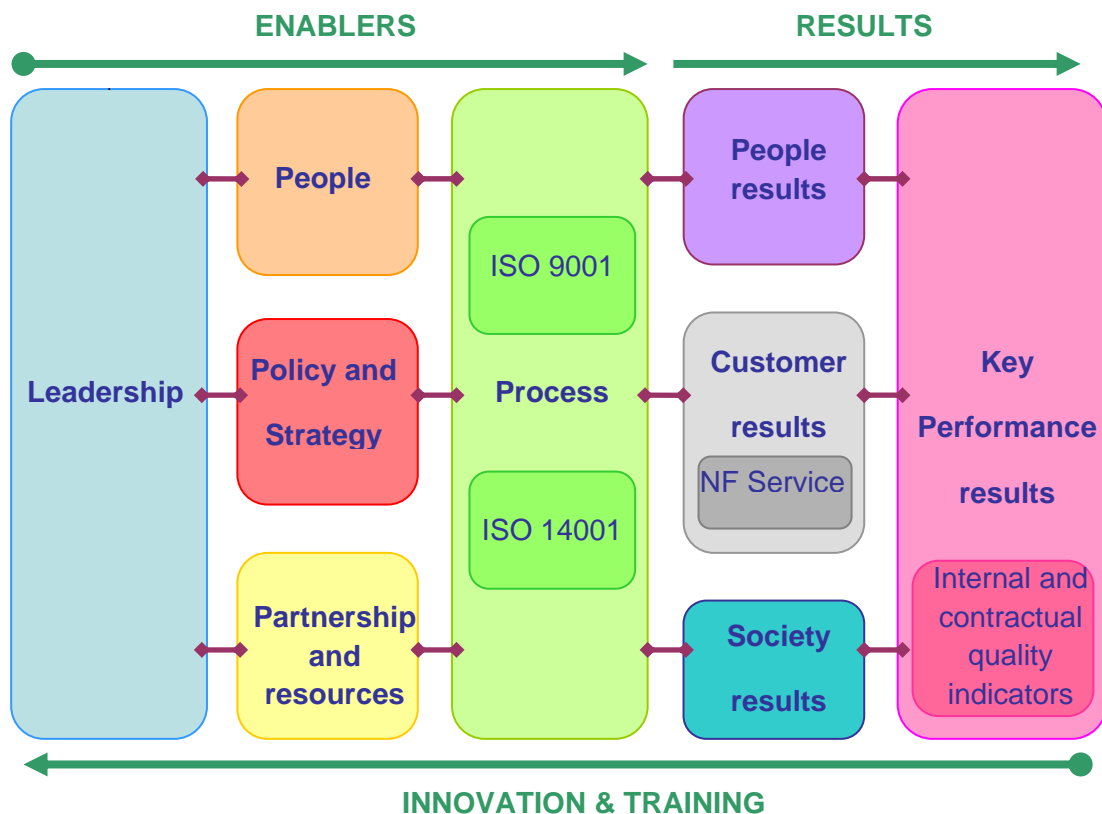 ENABLERS
RESULTS
Leadership
People
Policy and
Strategy
Partnership
and
resources
ISO 9001
Process
ISO 14001
People
results
Customer
results
NF Service
Society
results
Key
Performance
results
Internal and
contractual
quality
indicators
INNOVATION & TRAINING